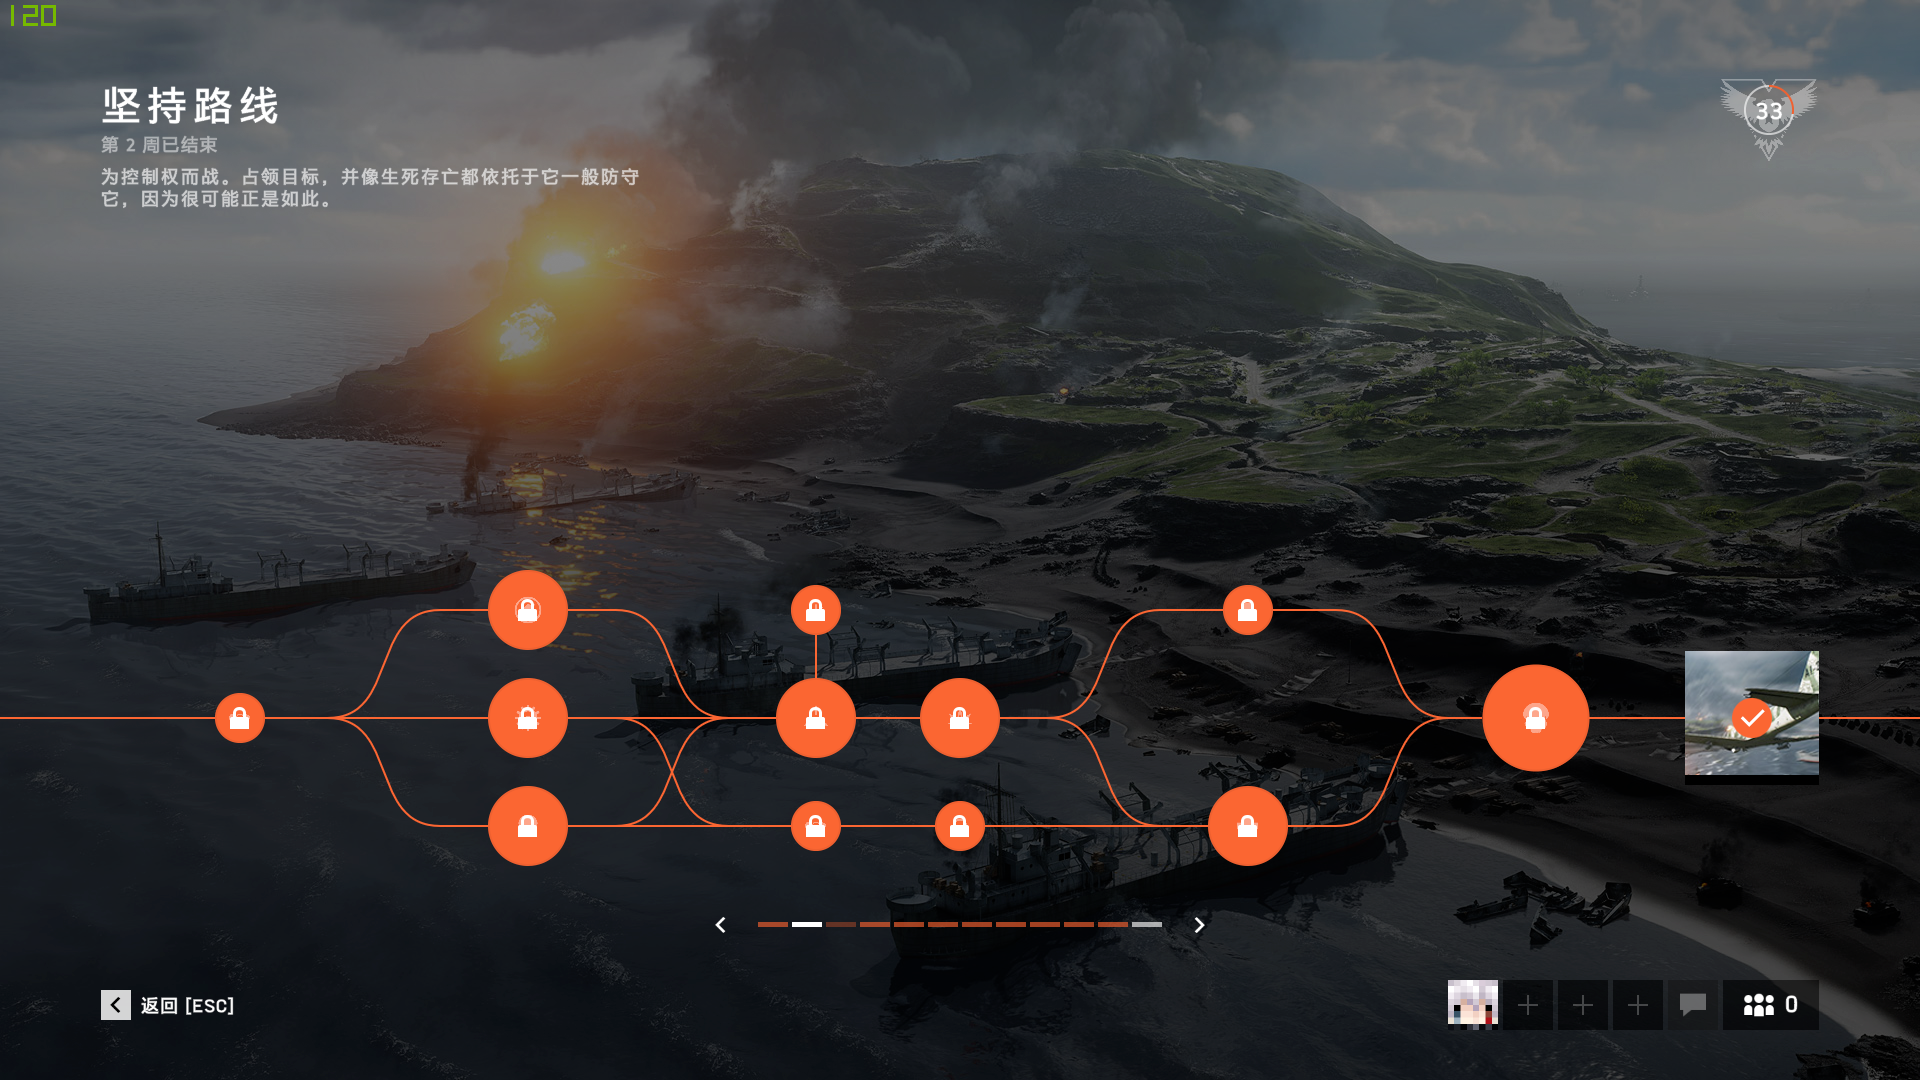 120
坚持路线
第 2 周已结束
为控制权而战。占领目标，并像生死存亡都依托于它一般防守
它，因为很可能正是如此。
33
返回 [ESC]
0